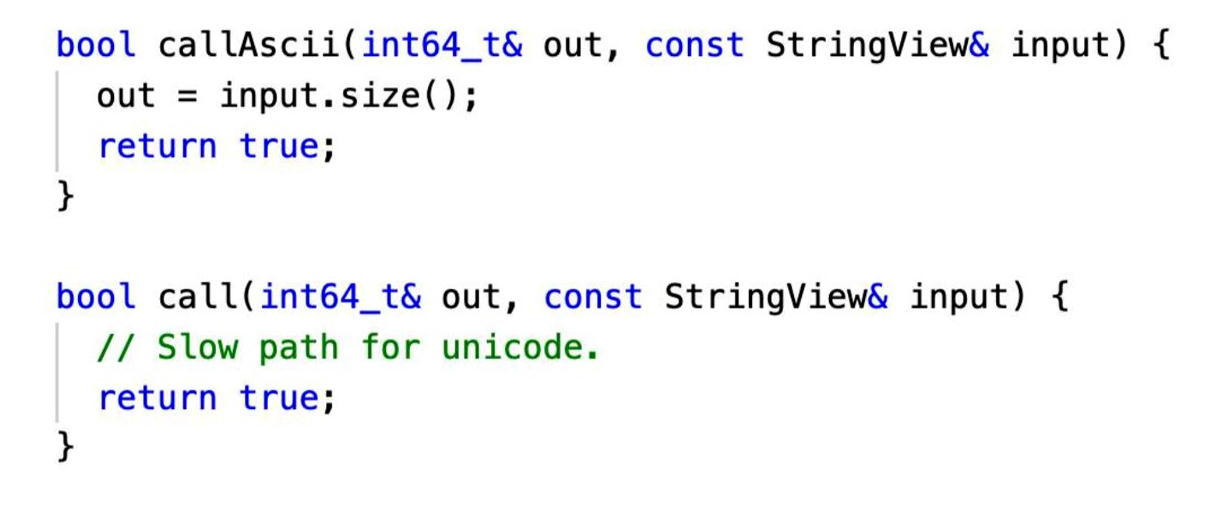 bool callAscii(int64_t& out, const StringView& input) {
  out = input.size();
  return true;
}
bool call(int64_t& out, const StringView& input) {
  // Slow path for unicode.
  return true;
}